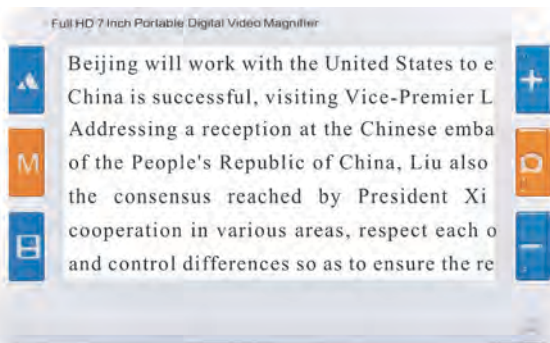 Full HD 7 Inch Portable Digital Video Magnifier
Beijing will work with the United States to e
China is successful, visiting Vice-Premier L
Addressing a reception at the Chinese emba
of the People's Republic of China, Liu also
the consensus reached by President Xi
cooperation in various areas, respect each o
and control differences so as to ensure the re
M